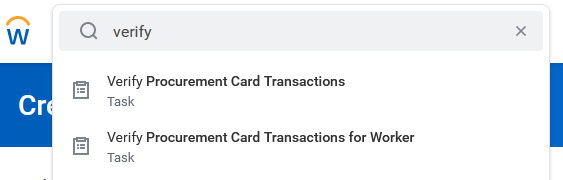 verify
Verify Procurement Card Transactions
Task
Verify Procurement Card Transactions for Worker
Task